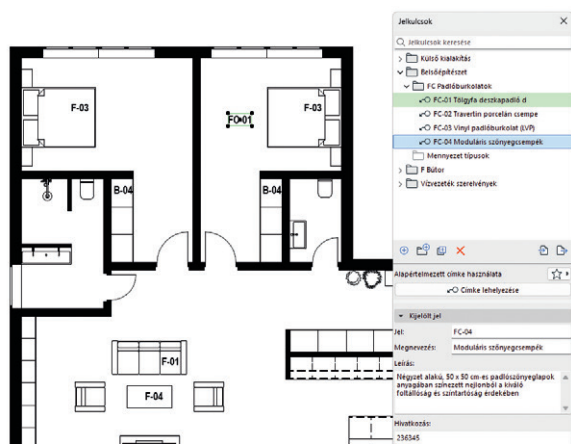 Jelkulcsok
Jelkulcsok keresése
Külső kialakítás
Belsőépítészet
FC Padlóburkolatok
FC-01 Tölgyfa deszkapadló d
FC-02 Travertin porcelán csempe
FC-03 Vinyl padlóburkolat (LVP)
FC-04 Moduláris szőnyegcsempék
Mennyezet típusok
F Bútor
Vízvezeték szerelvények
Alapértelmezett címke használata
Címke lehelyezése
Kijelölt jel
Jel:
FC-04
Megnevezés:
Moduláris szőnyegcsempék
Leírás:
Négyzet alakú, 50 x 50 cm-es padlószőnyeglapok
anyagában színezett nejlonból a kiváló
foltállóság és színtartóság érdekében
Hivatkozás:
236345
F-03
FC-01
F-03
B-04
B-04
F-01
F-04